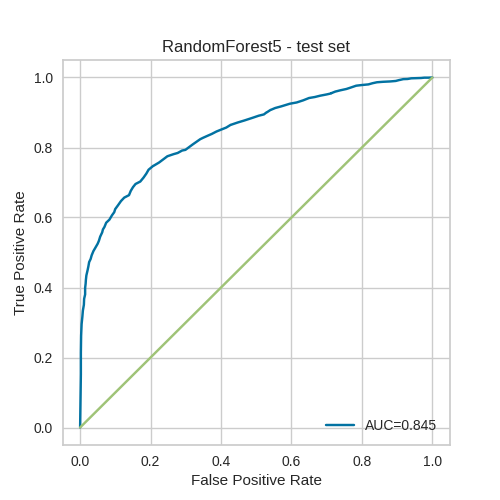 RandomForest5 - test set
True Positive Rate
1.0
0.8
0.6
0.4
0.2
0.0
AUC=0.845
0.0 0.2 0.4 0.6 0.8 1.0
False Positive Rate